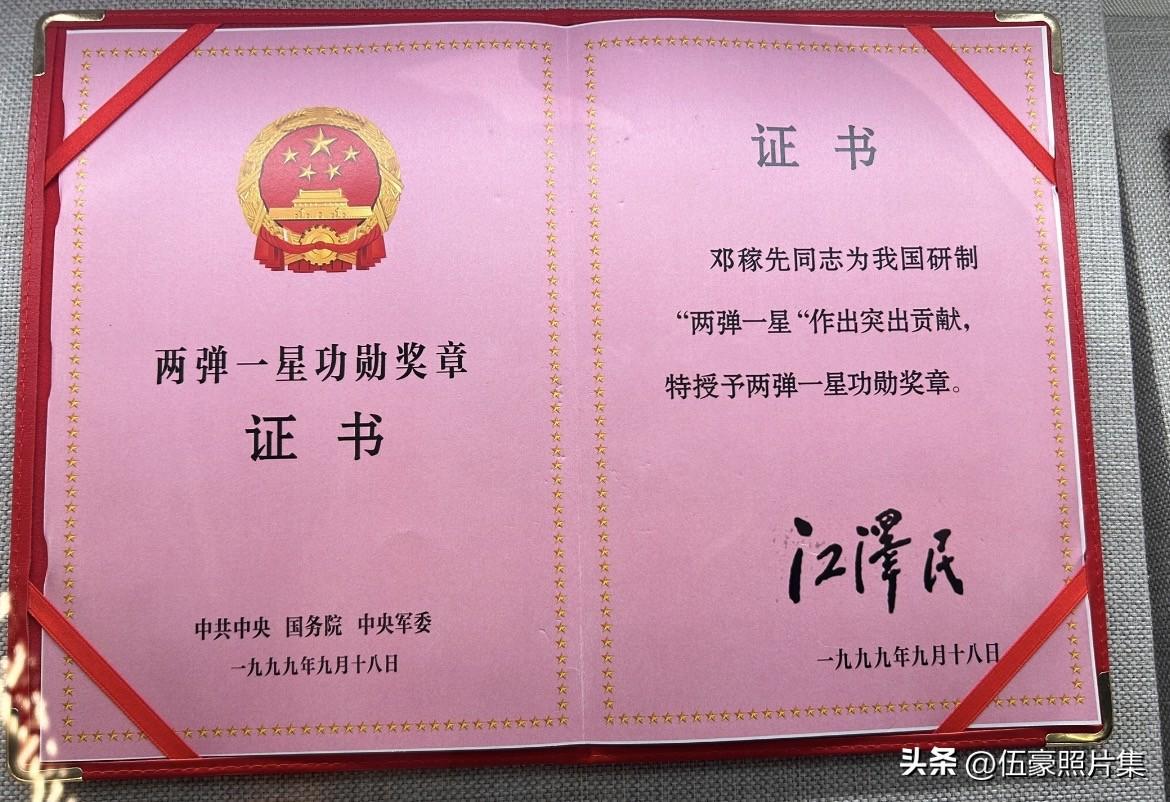 两弹一星功勋奖章
证书
中共中央 国务院 中央军委
一九九九年九月十八日
证书
邓稼先同志为我国研制
“两弹一星“作出突出贡献，
特授予两弹一星功勋奖章。
江澤民
一九九九年九月十八日
头条 @伍豪照片集